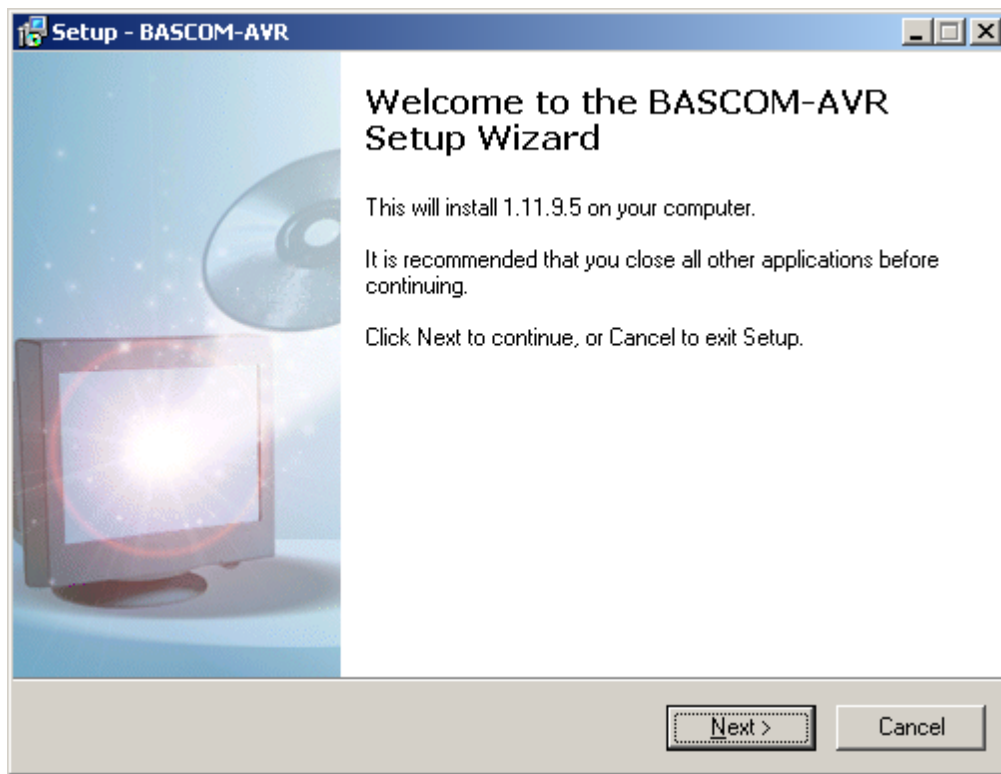 Setup - BASCOM-AVR
Welcome to the BASCOM-AVR
Setup Wizard
This will install 1.11.9.5 on your computer.
It is recommended that you close all other applications before
continuing.
Click Next to continue, or Cancel to exit Setup.
Next >
Cancel